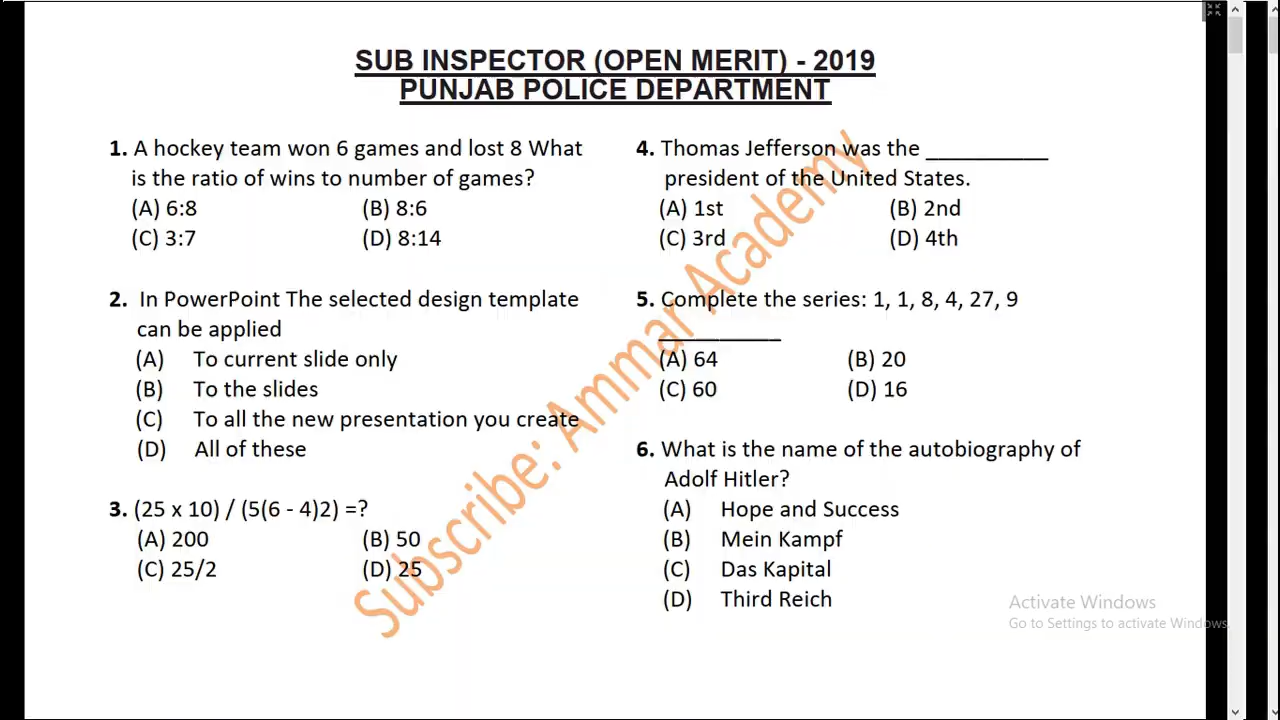 SUB INSPECTOR (OPEN MERIT) - 2019
PUNJAB POLICE DEPARTMENT
1. A hockey team won 6 games and lost 8 What
is the ratio of wins to number of games?
(A) 6:8 (B) 8:6
(C) 3:7 (D) 8:14
2. In PowerPoint The selected design template
can be applied
(A) To current slide only
(B) To the slides
(C) To all the new presentation you create
(D) All of these
3. (25 x 10) / (5(6 - 4)2) =?
(A) 200 (B) 50
(C) 25/2 (D) 25
4. Thomas Jefferson was the __________
president of the United States.
(A) 1st (B) 2nd
(C) 3rd (D) 4th
5. Complete the series: 1, 1, 8, 4, 27, 9
__________
(A) 64 (B) 20
(C) 60 (D) 16
6. What is the name of the autobiography of
Adolf Hitler?
(A) Hope and Success
(B) Mein Kampf
(C) Das Kapital
(D) Third Reich
Subscribe: Ammar Academy
Activate Windows
Go to Settings to activate Windows.